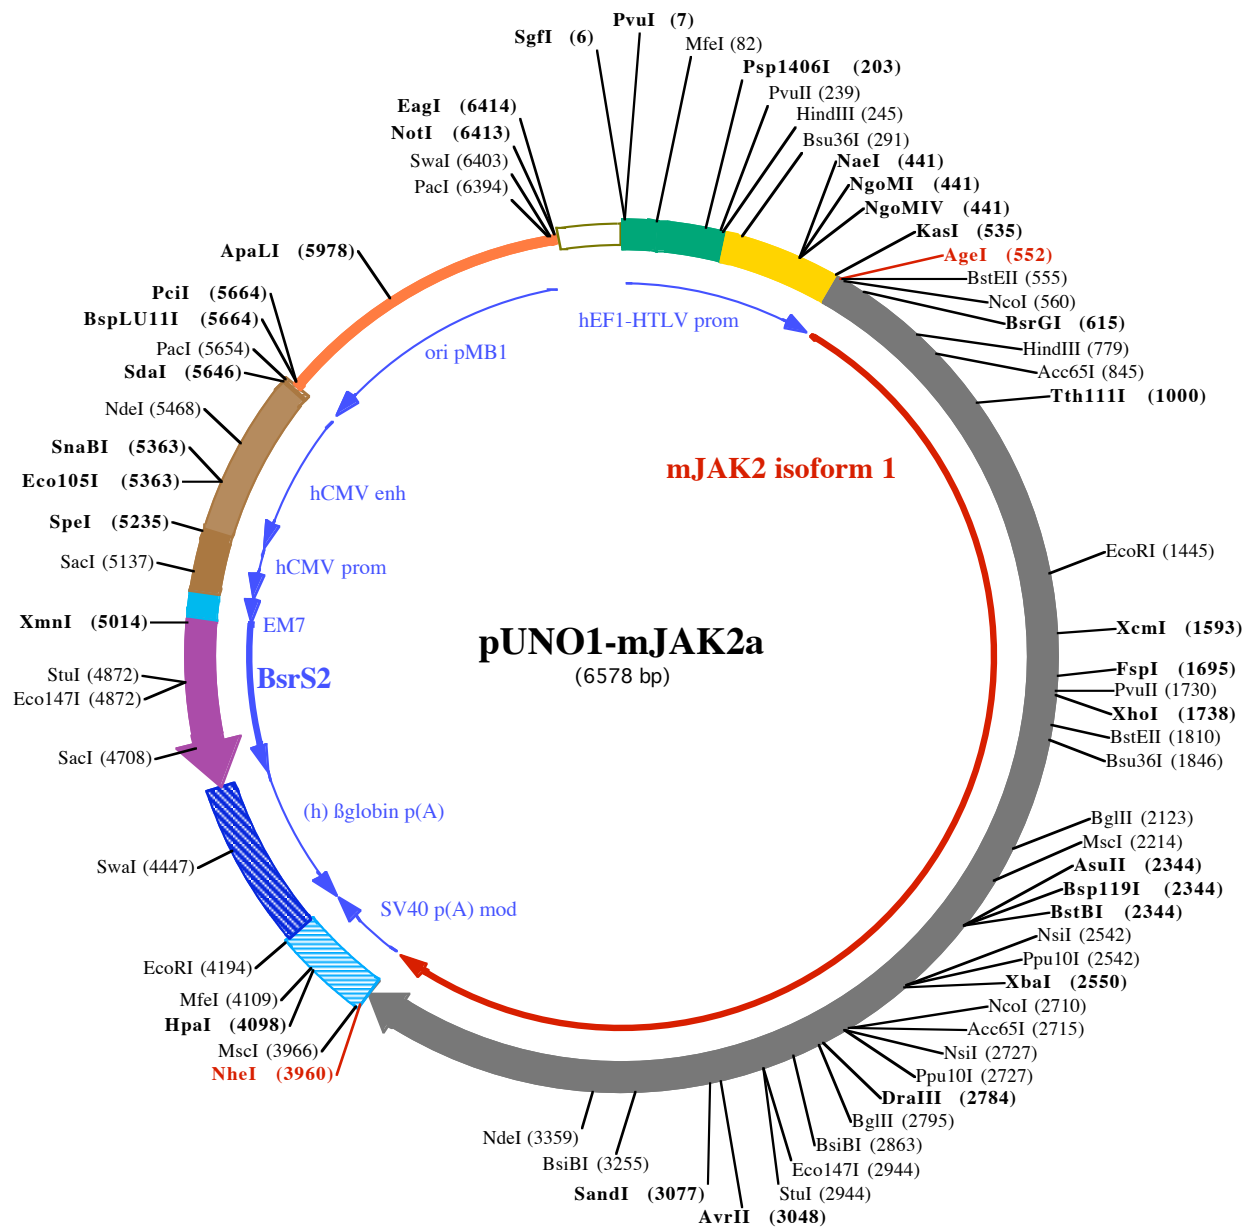 PvuI (7)
SgfI (6)
MfeI (82)
Psp1406I (203)
PvuII (239)
HindIII (245)
Bsu36I (291)
NaeI (441)
NgoMI (441)
NgoMIV (441)
KasI (535)
AgeI (552)
BstEII (555)
NcoI (560)
BsrGI (615)
HindIII (779)
Acc65I (845)
Tth111I (1000)
EcoRI (1445)
XcmI (1593)
FspI (1695)
PvuII (1730)
XhoI (1738)
BstEII (1810)
Bsu36I (1846)
BglII (2123)
MscI (2214)
AsuII (2344)
Bsp119I (2344)
BstBI (2344)
NsiI (2542)
Ppu10I (2542)
XbaI (2550)
NcoI (2710)
Acc65I (2715)
NsiI (2727)
Ppu10I (2727)
DraIII (2784)
BglII (2795)
BsiBI (2863)
Eco147I (2944)
StuI (2944)
AvrII (3048)
SandI (3077)
BsiBI (3255)
NdeI (3359)
NheI (3960)
MscI (3966)
HpaI (4098)
MfeI (4109)
EcoRI (4194)
SwaI (4447)
SacI (4708)
Eco147I (4872)
StuI (4872)
XmnI (5014)
SacI (5137)
SpeI (5235)
Eco105I (5363)
SnaBI (5363)
NdeI (5468)
SdaI (5646)
PacI (5654)
BspLU11I (5664)
PciI (5664)
ApaLI (5978)
PacI (6394)
SwaI (6403)
NotI (6413)
EagI (6414)
hEF1-HTLV prom
ori pMB1
mJAK2 isoform 1
hCMV enh
hCMV prom
EM7
BsrS2
pUNO1-mJAK2a
(6578 bp)
(h) ßglobin p(A)
SV40 p(A) mod